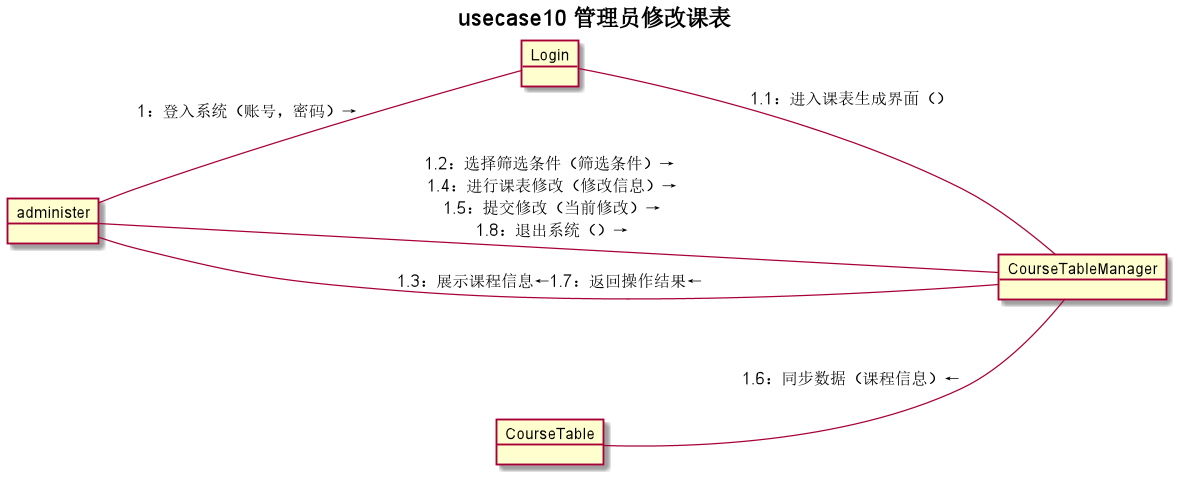 usecase10 管理员修改课表
Login
1：登入系统（账号，密码）→
1.1：进入课表生成界面（）
1.2：选择筛选条件（筛选条件）→
1.4：进行课表修改（修改信息）→
1.5：提交修改（当前修改）→
1.8：退出系统（）→
administer
CourseTableManager
1.3：展示课程信息←1.7：返回操作结果←
1.6：同步数据（课程信息）←
CourseTable